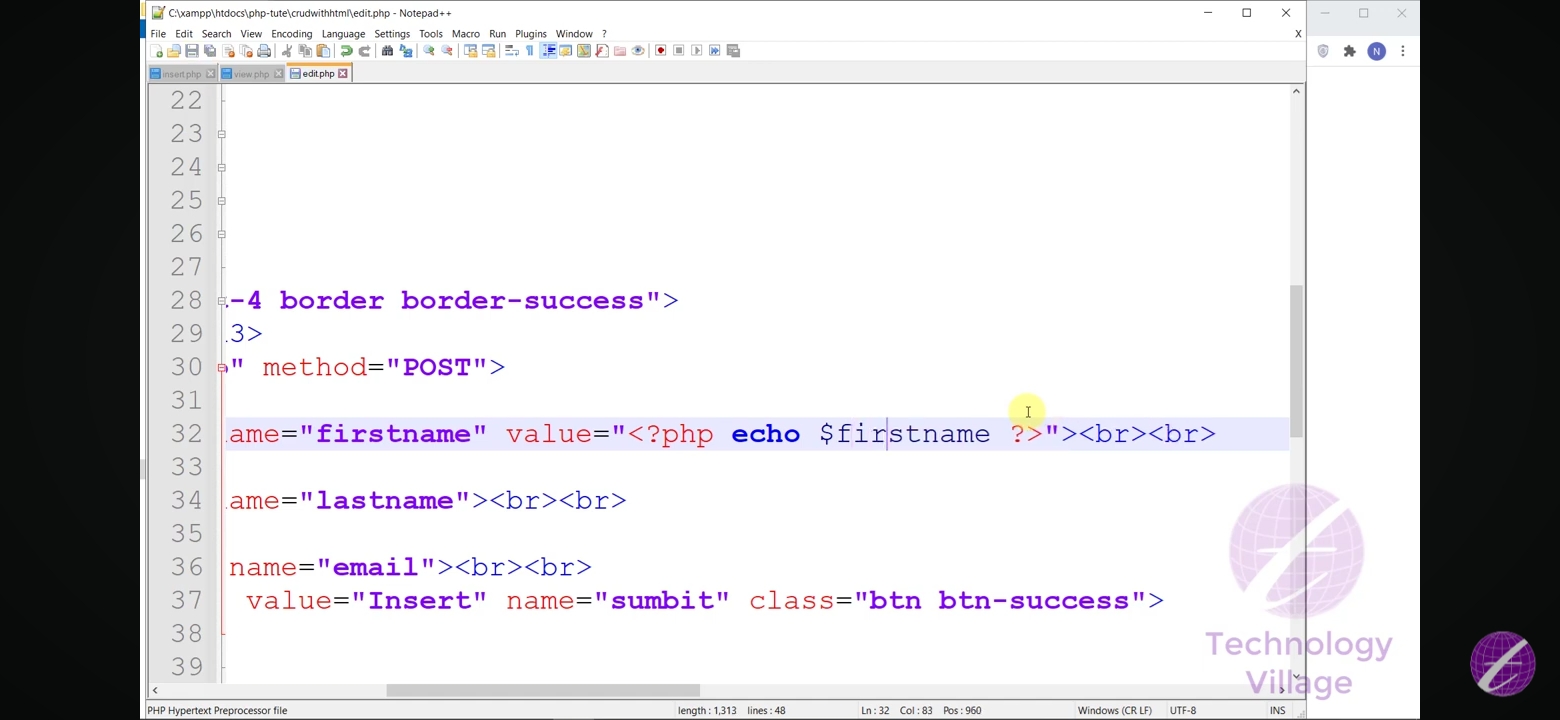 C:\xampp\htdocs\php-tute\crudwithhtml\edit.php - Notepad++
File Edit Search View Encoding Language Settings Tools Macro Run Plugins Window ? X
insert.php view.php edit.php
N
22
23
24
25
26
27
28 -4 border border-success">
29 3>
30 " method="POST">
31
32 ame="firstname" value="<?php echo $firstname ?>"><br><br>
33
34 ame="lastname"><br><br>
35
36 name="email"><br><br>
37 value="Insert" name="sumbit" class="btn btn-success">
38
39
Technology
Village
PHP Hypertext Preprocessor file length : 1,313 lines : 48 Ln : 32 Col : 83 Pos : 960 Windows (CR LF) UTF-8 INS